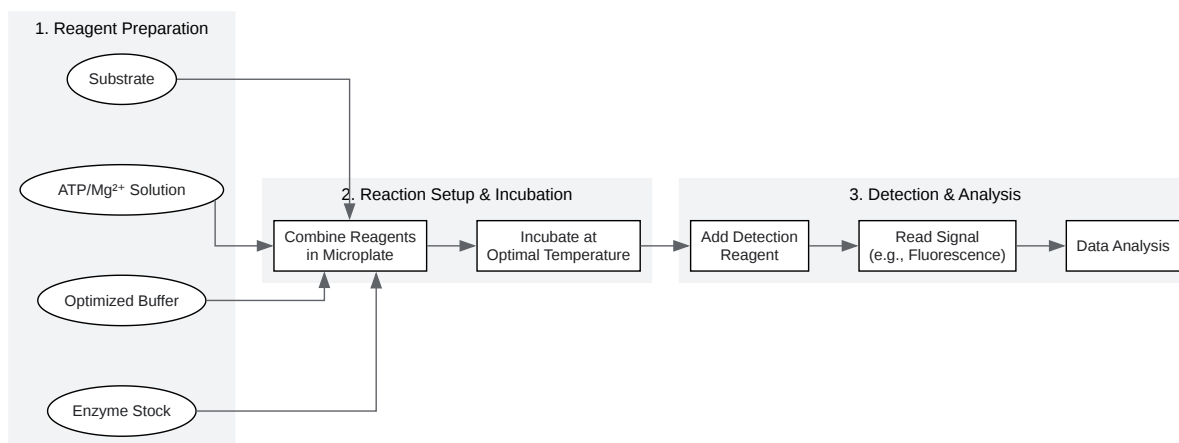 1. Reagent Preparation
Substrate
ATP/Mg²⁺ Solution
Optimized Buffer
Enzyme Stock
2. Reaction Setup & Incubation
Combine Reagents
in Microplate
Incubate at
Optimal Temperature
3. Detection & Analysis
Add Detection
Reagent
Read Signal
(e.g., Fluorescence)
Data Analysis